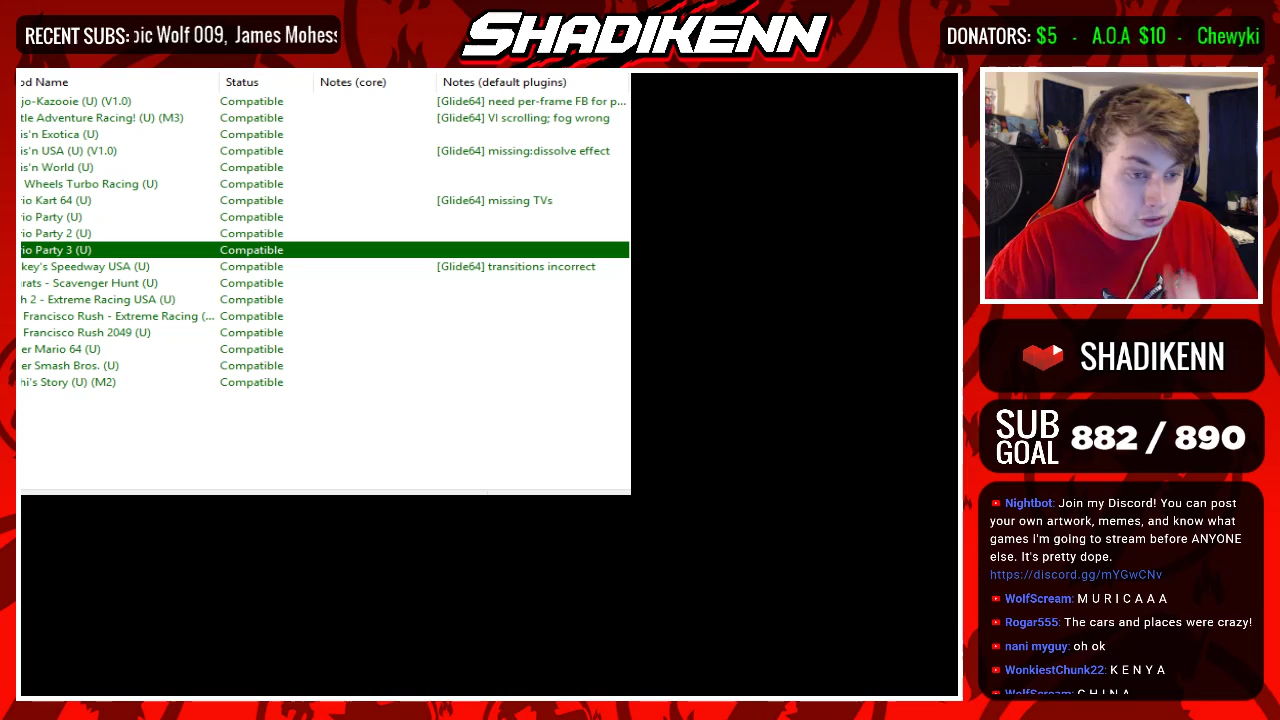 RECENT SUBS: pic Wolf 009, James Mohess
SHADIKENN
DONATORS: $5 - A.O.A $10 - Chewyki
od Name Status Notes (core) Notes (default plugins)
jo-Kazooie (U) (V1.0) Compatible [Glide64] need per-frame FB for p...
tle Adventure Racing! (U) (M3) Compatible [Glide64] VI scrolling; fog wrong
is'n Exotica (U) Compatible
is'n USA (U) (V1.0) Compatible [Glide64] missing:dissolve effect
is'n World (U) Compatible
Wheels Turbo Racing (U) Compatible
io Kart 64 (U) Compatible [Glide64] missing TVs
io Party (U) Compatible
io Party 2 (U) Compatible
io Party 3 (U) Compatible
key's Speedway USA (U) Compatible [Glide64] transitions incorrect
rats - Scavenger Hunt (U) Compatible
h 2 - Extreme Racing USA (U) Compatible
Francisco Rush - Extreme Racing (... Compatible
Francisco Rush 2049 (U) Compatible
er Mario 64 (U) Compatible
er Smash Bros. (U) Compatible
hi's Story (U) (M2) Compatible
SHADIKENN
SUB GOAL 882 / 890
Nightbot: Join my Discord! You can post
your own artwork, memes, and know what
games I'm going to stream before ANYONE
else. It's pretty dope.
https://discord.gg/mYGwCNv
WolfScream: M U R I C A A A
Rogar555: The cars and places were crazy!
nani myguy: oh ok
WonkiestChunk22: K E N Y A
WolfScream: C H I N A